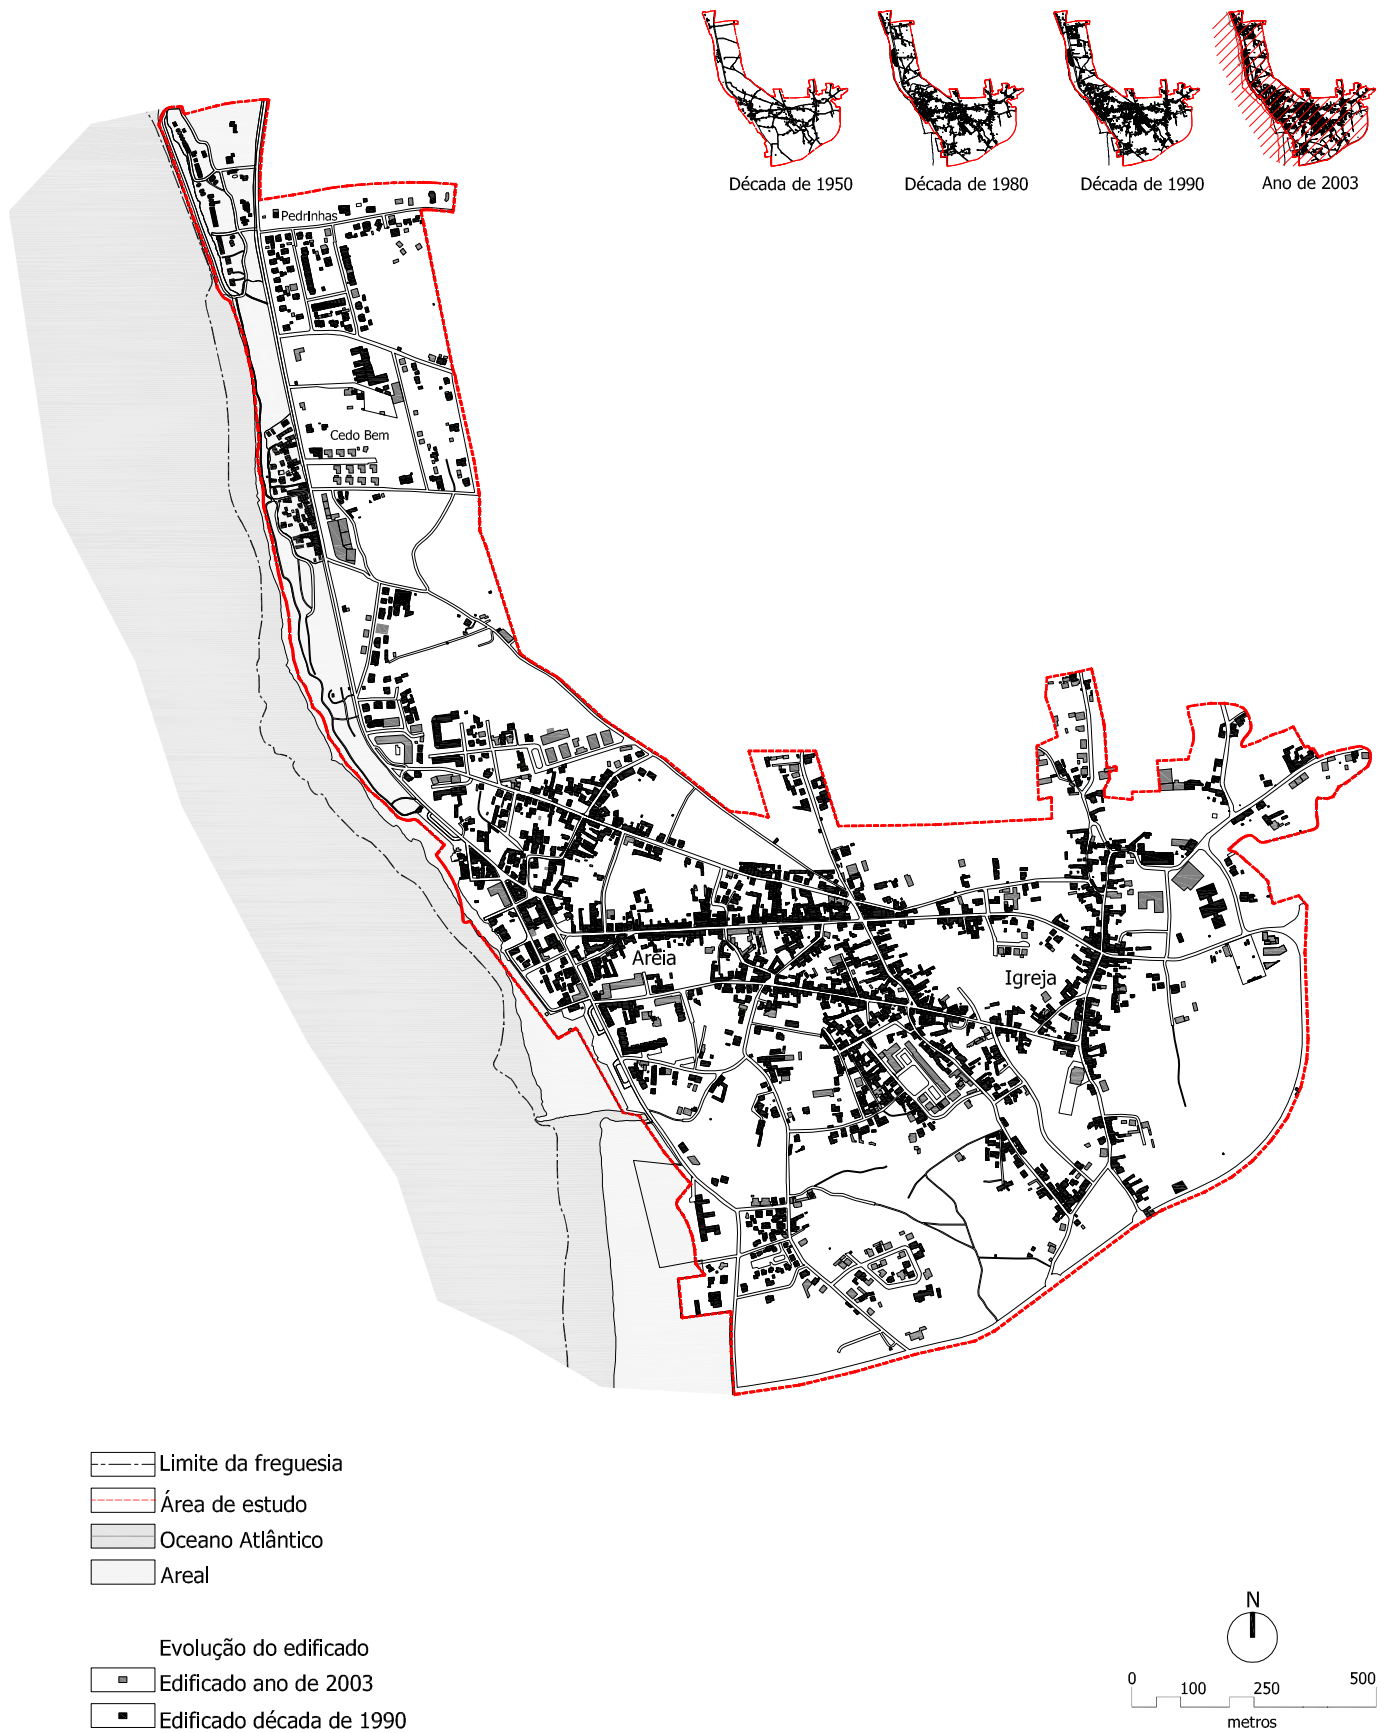 Década de 1950
Década de 1980
Década de 1990
Ano de 2003
Pedrinhas
Cedo Bem
Areia
Igreja
Limite da freguesia
Área de estudo
Oceano Atlântico
Areal
Evolução do edificado
Edificado ano de 2003
Edificado década de 1990
N
0 100 250 500
metros